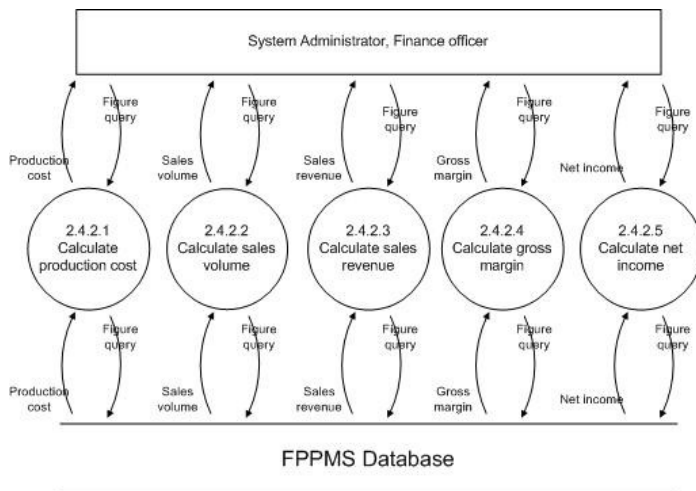 System Administrator, Finance officer
Figure
query
Figure
query
Figure
query
Figure
query
Figure
query
Production
cost
Sales
volume
Sales
revenue
Gross
margin
Net income
2.4.2.1
Calculate
production cost
2.4.2.2
Calculate sales
volume
2.4.2.3
Calculate sales
revenue
2.4.2.4
Calculate gross
margin
2.4.2.5
Calculate net
income
Figure
query
Figure
query
Figure
query
Figure
query
Figure
query
Production
cost
Sales
volume
Sales
revenue
Gross
margin
Net income
FPPMS Database